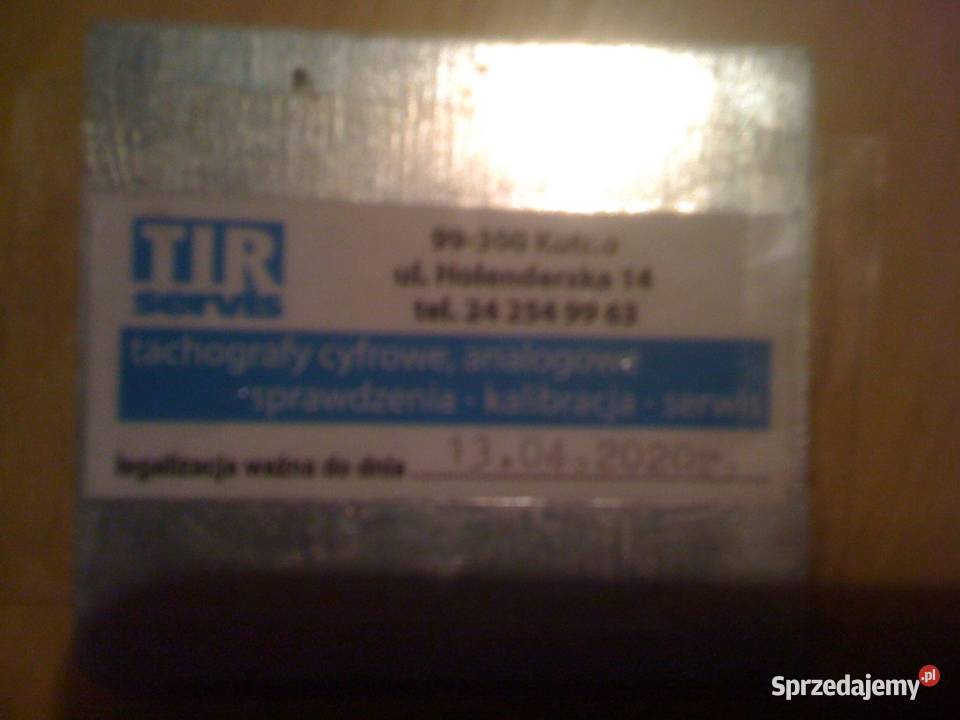 TIR
servis
99-300 Kutno
ul. Holenderska 14
tel. 24 254 99 63
tachografy cyfrowe, analogowe
-sprawdzenia - kalibracja - serwis
legalizacja ważna do dnia 13.04.2020r.
Sprzedajemy.pl